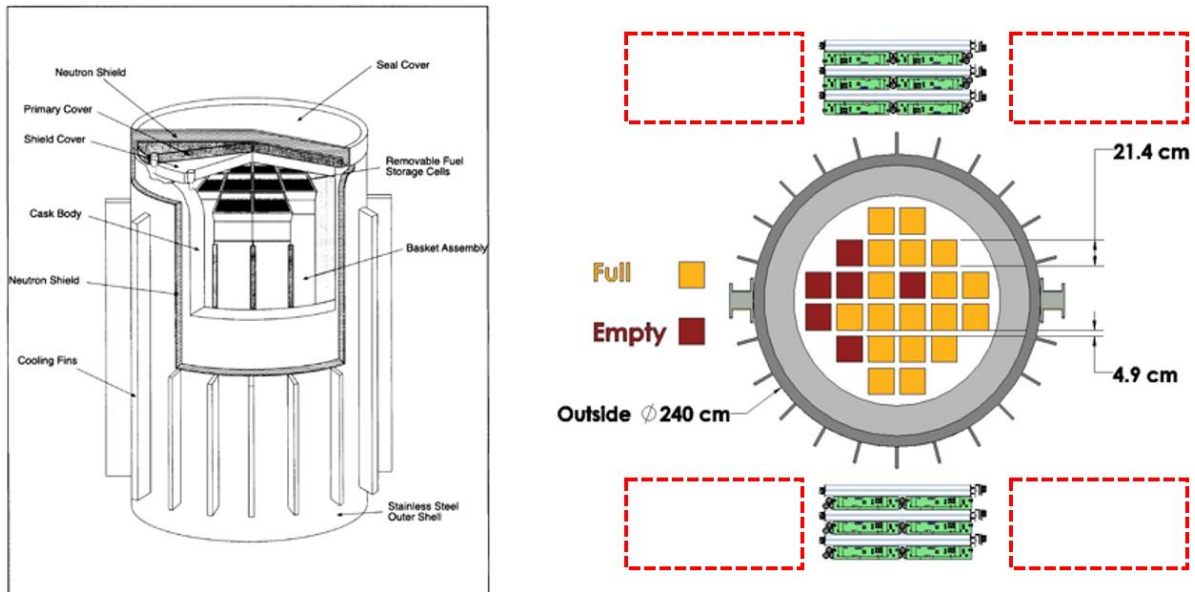 Seal Cover
Neutron Shield
Primary Cover
Shield Cover
Removable Fuel
Storage Cells
Cask Body
Basket Assembly
Neutron Shield
Cooling Fins
Stainless Steel
Outer Shell
21.4 cm
Full
Empty
4.9 cm
Outside ∅240 cm